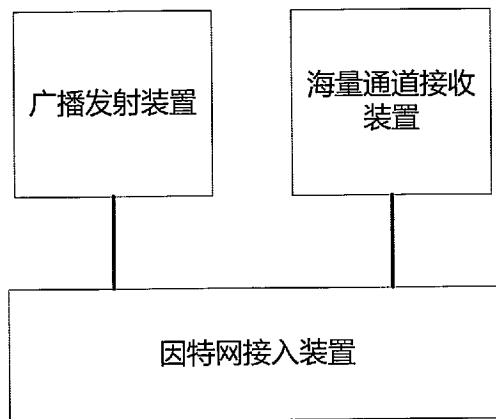 广播发射装置
海量通道接收
装置
因特网接入装置